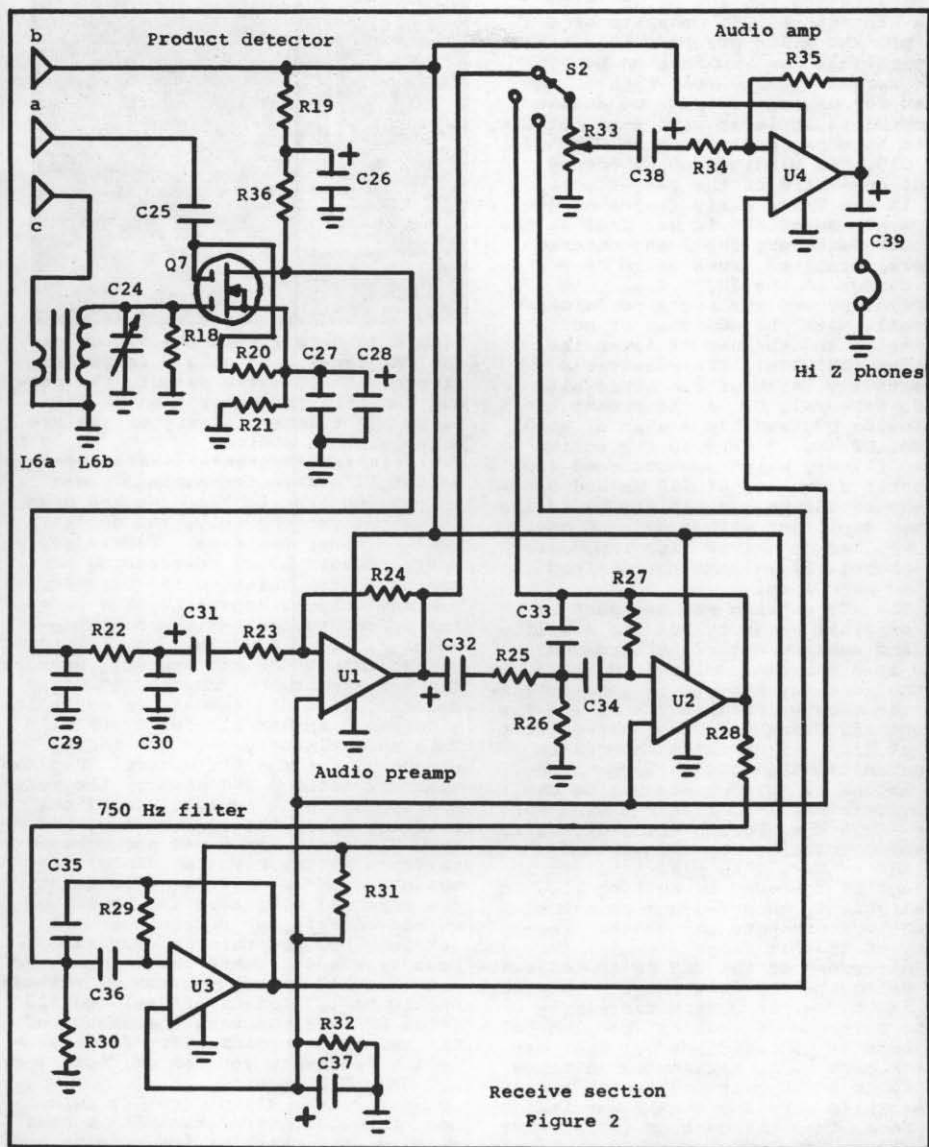 b
Product detector
Audio amp
a
R19
S2
R35
c
C25
R36
C26
R33
C38
R34
U4
C39
Q7
C24
R18
R20
C27
C28
R21
Hi Z phones
L6a
L6b
R24
R27
R22
C31
R23
C33
U1
C32
R25
C34
U2
C29
C30
R26
R28
Audio preamp
750 Hz filter
C35
R29
R31
C36
U3
R30
R32
C37
Receive section
Figure 2